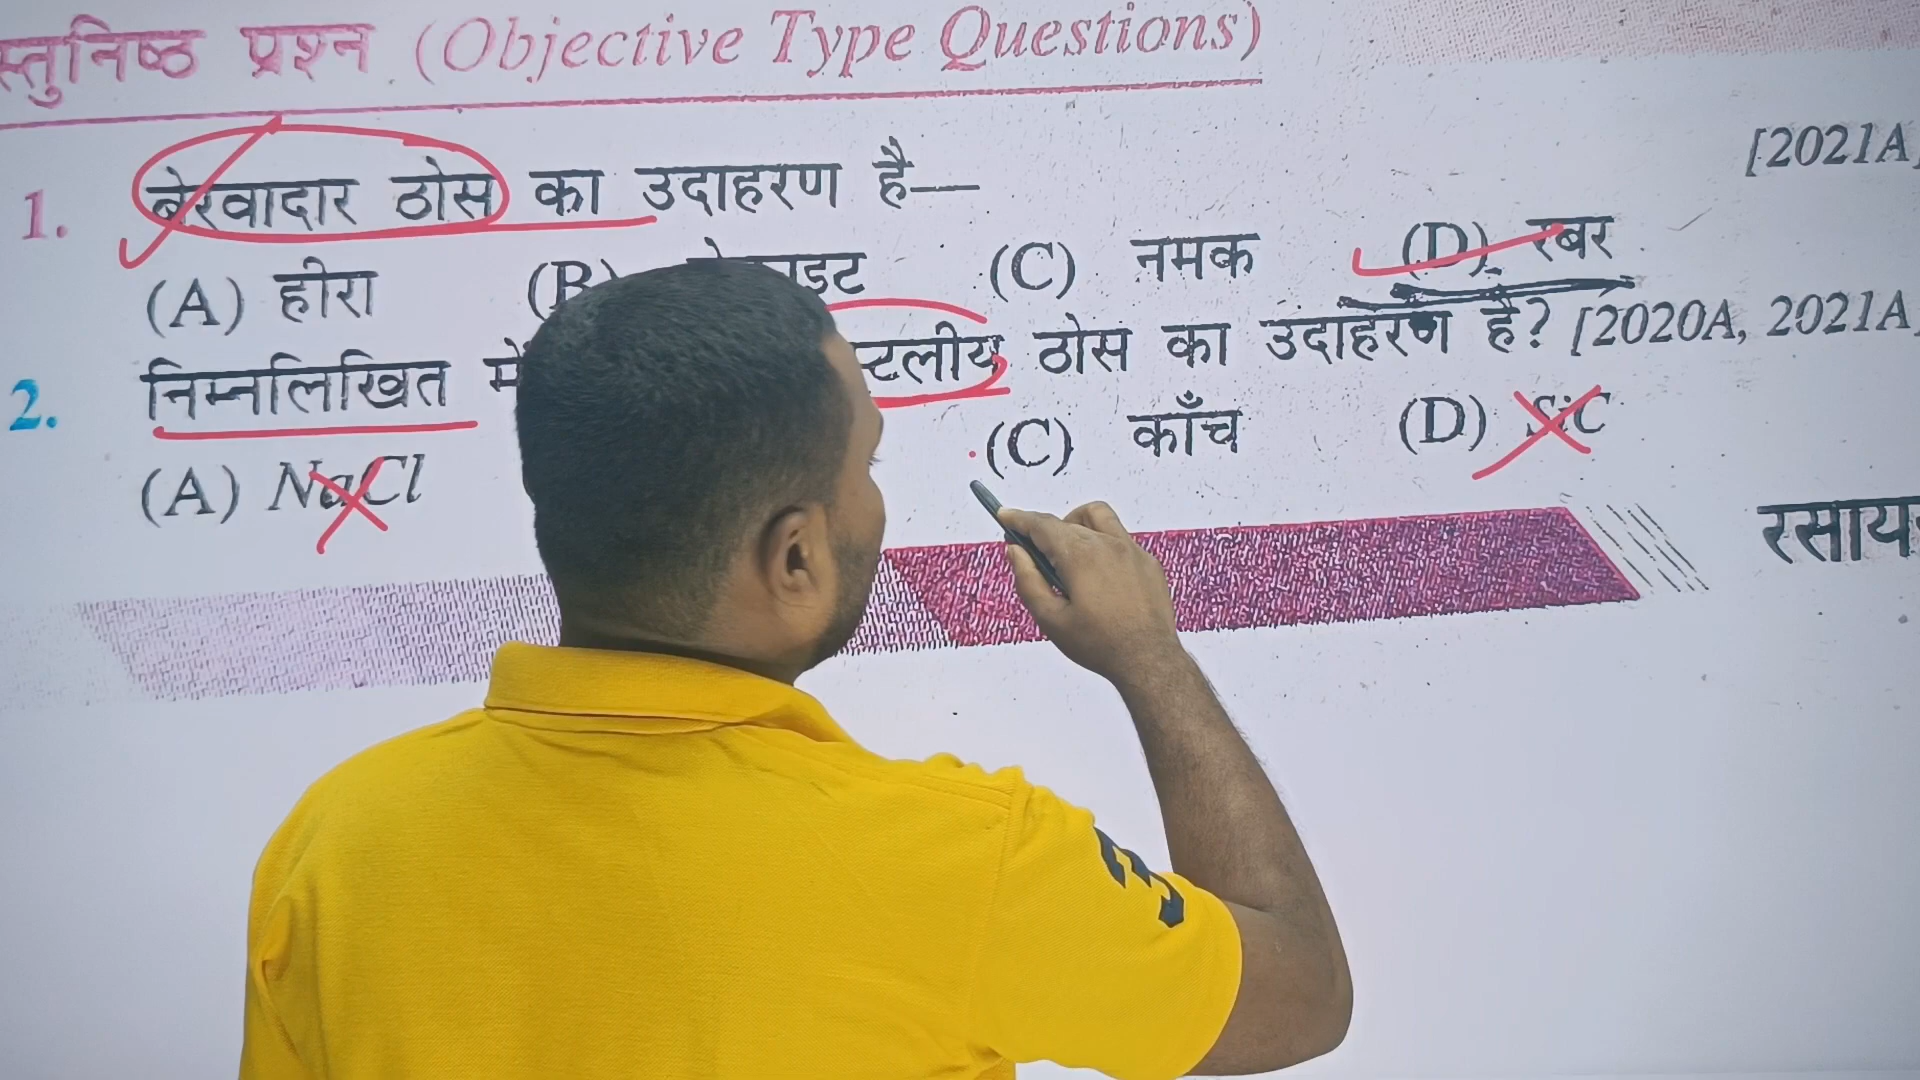 स्तुनिष्ठ प्रश्न (Objective Type Questions)
1. बेरवादार ठोस का उदाहरण है— [2021A]
(A) हीरा (B) (C) नमक (D) रबर
2. निम्नलिखित में टलीय ठोस का उदाहरण है? [2020A, 2021A]
(A) NaCl (C) काँच (D) SiC
रसाय